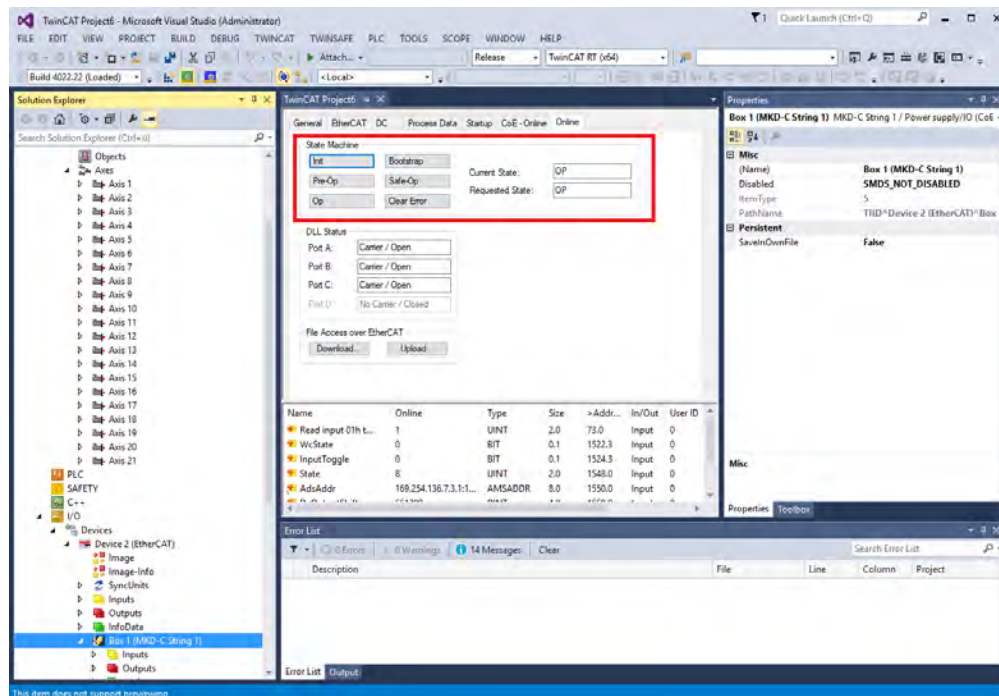 TwinCAT Project6 - Microsoft Visual Studio (Administrator)
1
Quick Launch (Ctrl+Q)
FILE EDIT VIEW PROJECT BUILD DEBUG TWINCAT TWINSAFE PLC TOOLS SCOPE WINDOW HELP
Attach...
Release
TwinCAT RT (x64)
Build 4022.22 (Loaded)
<Local>
Solution Explorer
Search Solution Explorer (Ctrl+ü)
Objects
Axes
Axis 1
Axis 2
Axis 3
Axis 4
Axis 5
Axis 6
Axis 7
Axis 8
Axis 9
Axis 10
Axis 11
Axis 12
Axis 13
Axis 14
Axis 15
Axis 16
Axis 17
Axis 18
Axis 19
Axis 20
Axis 21
PLC
SAFETY
C++
I/O
Devices
Device 2 (EtherCAT)
Image
Image-Info
SyncUnits
Inputs
Outputs
InfoData
Box 1 (MKD-C String 1)
Inputs
Outputs
TwinCAT Project6
General EtherCAT DC Process Data Startup CoE - Online Online
State Machine
Init Bootstrap
Pre-Op Safe-Op
Op Clear Error
Current State: OP
Requested State: OP
DLL Status
Port A: Carrier / Open
Port B: Carrier / Open
Port C: Carrier / Open
Port D: No Carrier / Closed
File Access over EtherCAT
Download... Upload
Name Online Type Size >Addr... In/Out User ID
Read input 01h t... 1 UINT 2.0 73.0 Input 0
WcState 0 BIT 0.1 1522.3 Input 0
InputToggle 0 BIT 0.1 1524.3 Input 0
State 8 UINT 2.0 1548.0 Input 0
AdsAddr 169.254.136.7.3.1:1... AMSADDR 8.0 1550.0 Input 0
Properties
Box 1 (MKD-C String 1) MKD-C String 1 / Power supply/IO (CoE
Misc
(Name) Box 1 (MKD-C String 1)
Disabled SMDS_NOT_DISABLED
ItemType 5
PathName TIID^Device 2 (EtherCAT)^Box
Persistent
SaveInOwnFile False
Misc
Properties Toolbox
Error List
0 Errors 0 Warnings 14 Messages Clear
Search Error List
Description File Line Column Project
Error List Output
This item does not support previewing